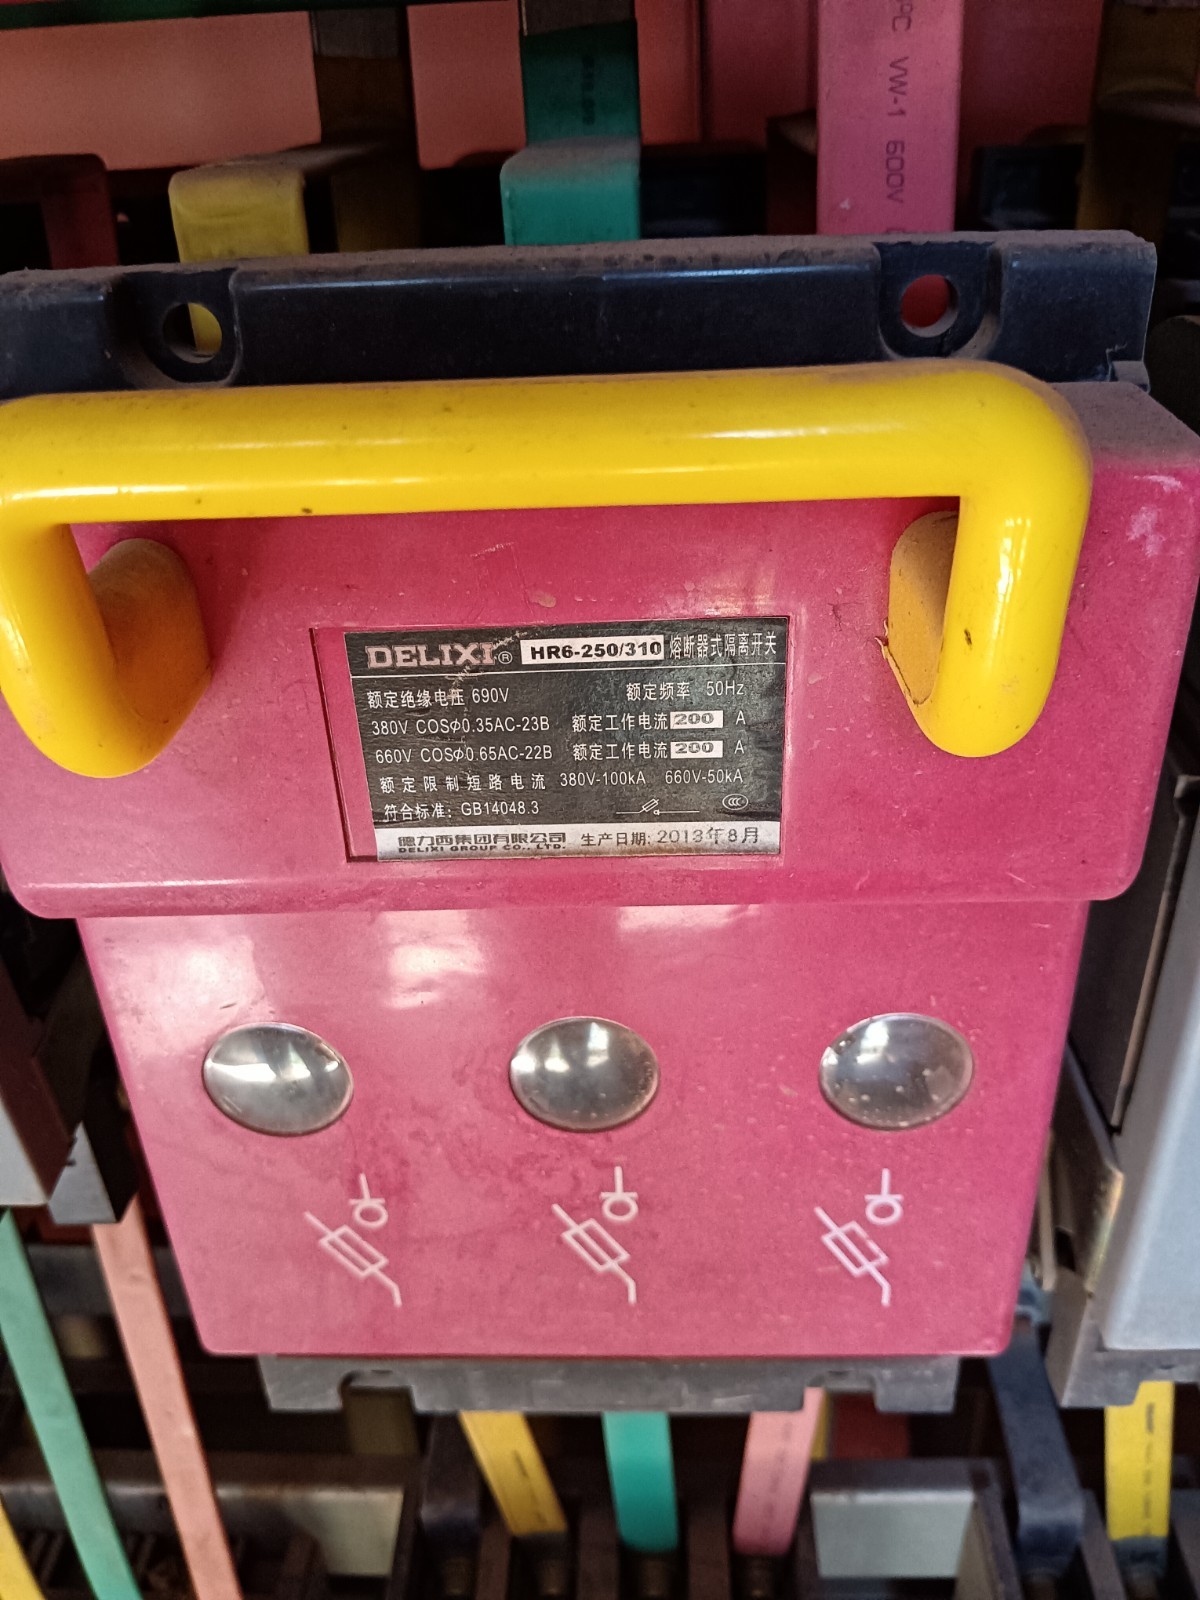 ℃ VW-1 600V
DELIXI® HR6-250/310 熔断器式隔离开关
额定绝缘电压 690V 额定频率 50Hz
380V COSφ0.35AC-23B 额定工作电流 200 A
660V COSφ0.65AC-22B 额定工作电流 200 A
额定限制短路电流 380V-100kA 660V-50kA
符合标准: GB14048.3
CCC
德力西集团有限公司 生产日期: 2013年8月
DELIXI GROUP CO., LTD.